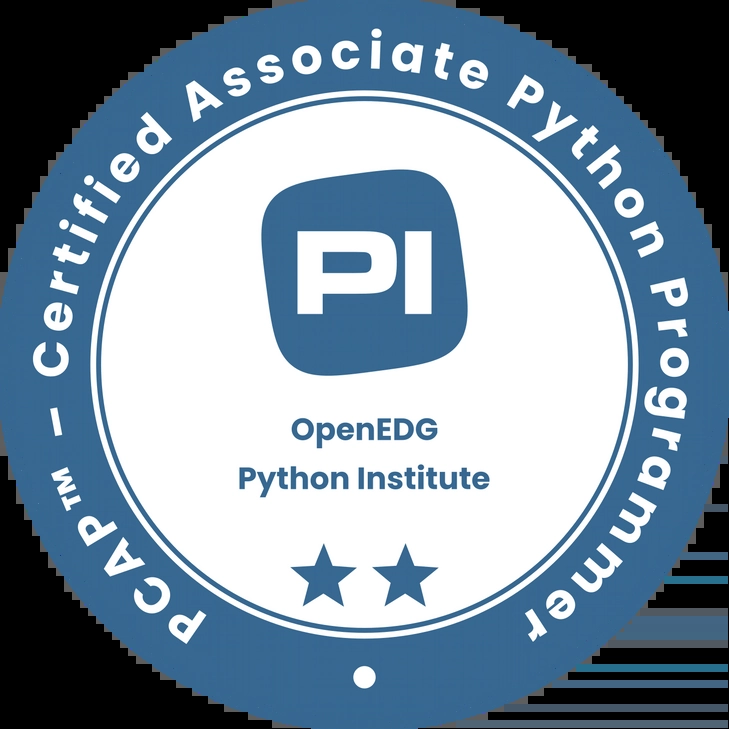 PCAP™ – Certified Associate Python Programmer
PI
OpenEDG
Python Institute